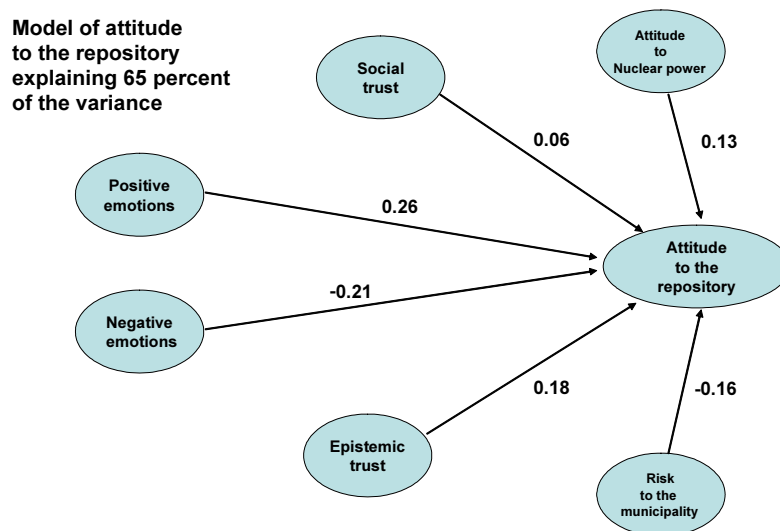 Model of attitude
to the repository
explaining 65 percent
of the variance
Social
trust
Attitude
to
Nuclear power
0.06
0.13
Positive
emotions
0.26
Attitude
to the
repository
-0.21
Negative
emotions
0.18
-0.16
Epistemic
trust
Risk
to the
municipality